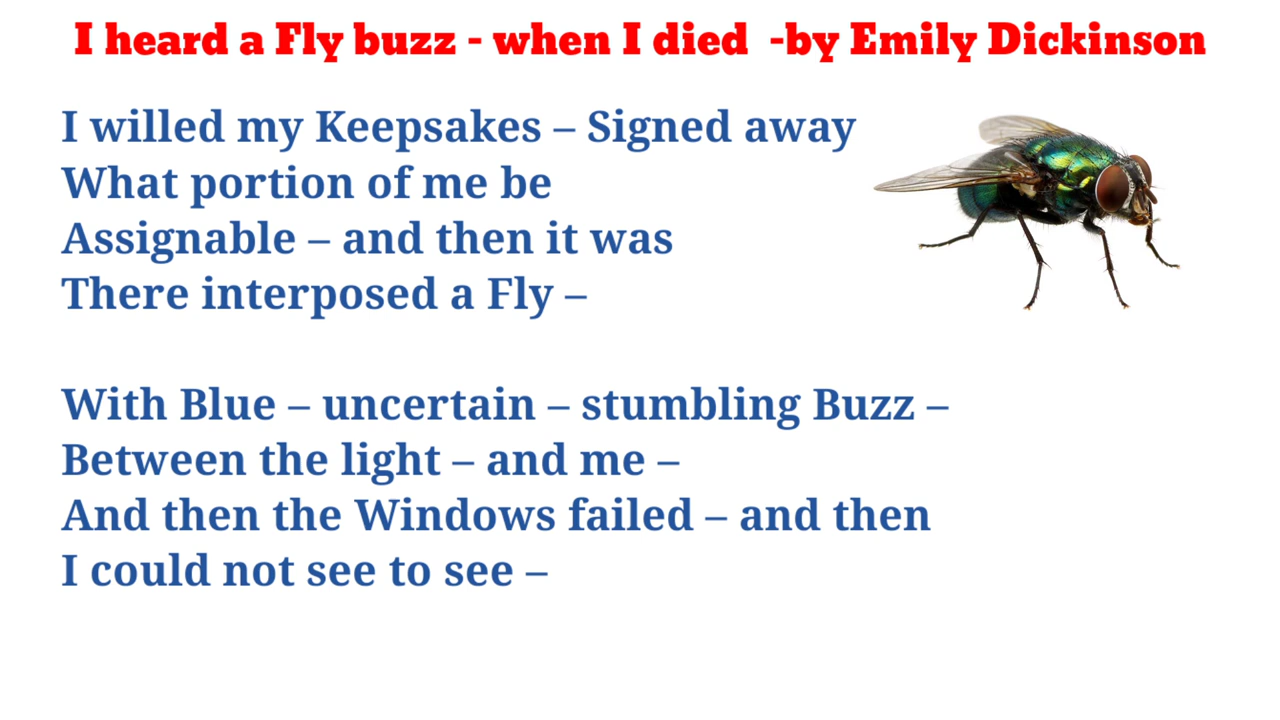 I heard a Fly buzz - when I died -by Emily Dickinson
I willed my Keepsakes – Signed away
What portion of me be
Assignable – and then it was
There interposed a Fly –
With Blue – uncertain – stumbling Buzz –
Between the light – and me –
And then the Windows failed – and then
I could not see to see –